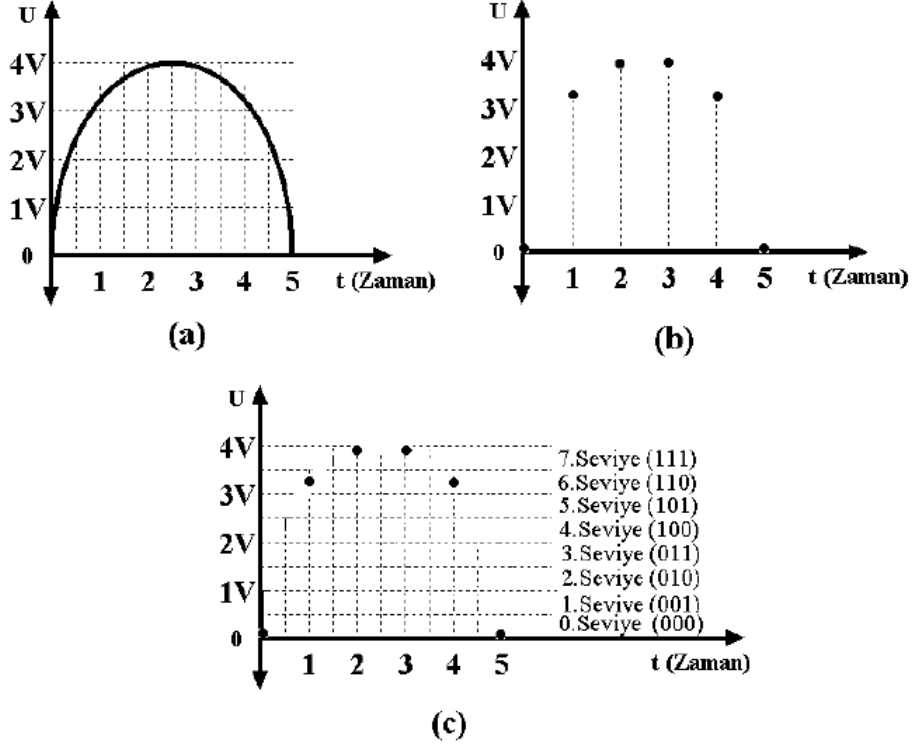 U
4V
3V
2V
1V
0
1 2 3 4 5 t (Zaman)
(a)
U
4V
3V
2V
1V
0
1 2 3 4 5 t (Zaman)
(b)
U
4V
3V
2V
1V
0
7.Seviye (111)
6.Seviye (110)
5.Seviye (101)
4.Seviye (100)
3.Seviye (011)
2.Seviye (010)
1.Seviye (001)
0.Seviye (000)
1 2 3 4 5 t (Zaman)
(c)